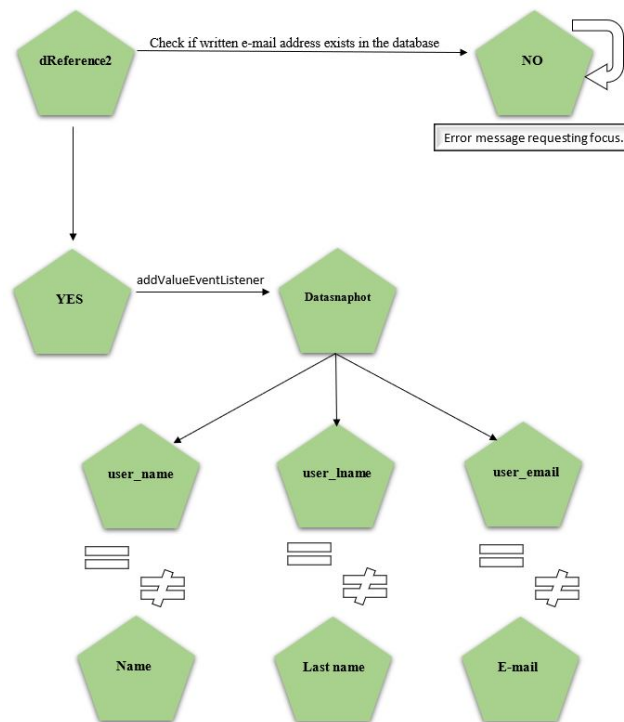 Check if written e-mail address exists in the database
dReference2
NO
Error message requesting focus.
YES
addValueEventListener
Datasnaphot
user_name
user_lname
user_email
= = =
≠ ≠ ≠
Name
Last name
E-mail